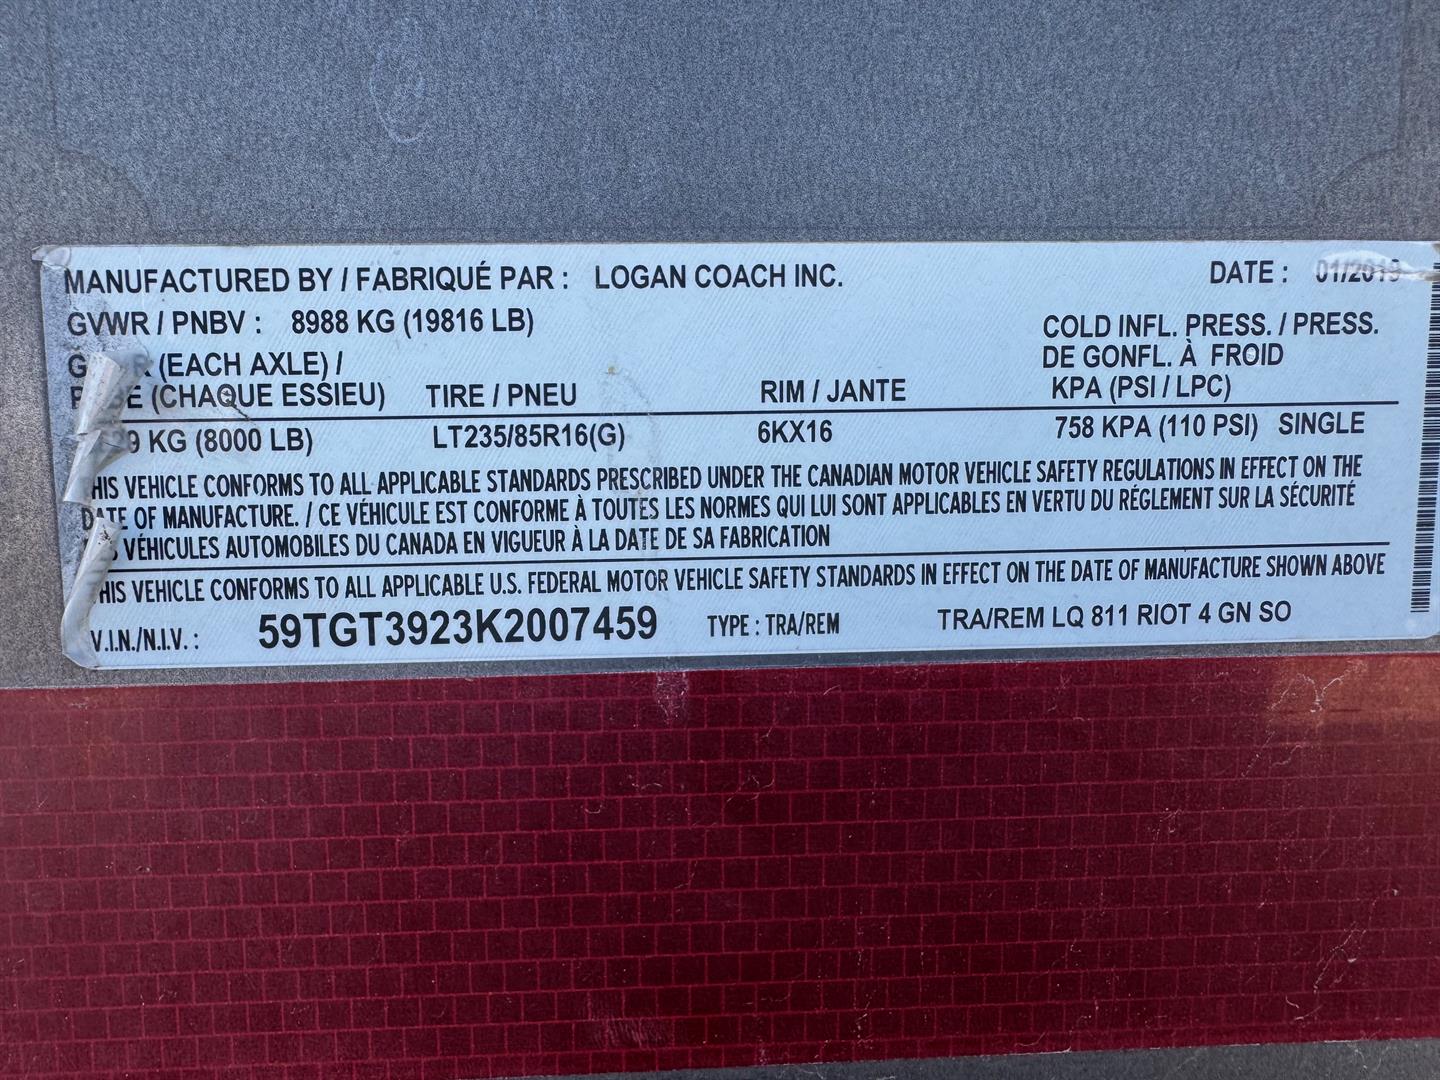 MANUFACTURED BY / FABRIQUÉ PAR : LOGAN COACH INC. DATE : 01/2019
GVWR / PNBV : 8988 KG (19816 LB)
COLD INFL. PRESS. / PRESS.
(EACH AXLE) / DE GONFL. À FROID
(CHAQUE ESSIEU) TIRE / PNEU RIM / JANTE KPA (PSI / LPC)
KG (8000 LB) LT235/85R16(G) 6KX16 758 KPA (110 PSI) SINGLE
THIS VEHICLE CONFORMS TO ALL APPLICABLE STANDARDS PRESCRIBED UNDER THE CANADIAN MOTOR VEHICLE SAFETY REGULATIONS IN EFFECT ON THE
DATE OF MANUFACTURE. / CE VÉHICULE EST CONFORME À TOUTES LES NORMES QUI LUI SONT APPLICABLES EN VERTU DU RÉGLEMENT SUR LA SÉCURITÉ
VÉHICULES AUTOMOBILES DU CANADA EN VIGUEUR À LA DATE DE SA FABRICATION
THIS VEHICLE CONFORMS TO ALL APPLICABLE U.S. FEDERAL MOTOR VEHICLE SAFETY STANDARDS IN EFFECT ON THE DATE OF MANUFACTURE SHOWN ABOVE
V.I.N./N.I.V. : 59TGT3923K2007459 TYPE : TRA/REM TRA/REM LQ 811 RIOT 4 GN SO